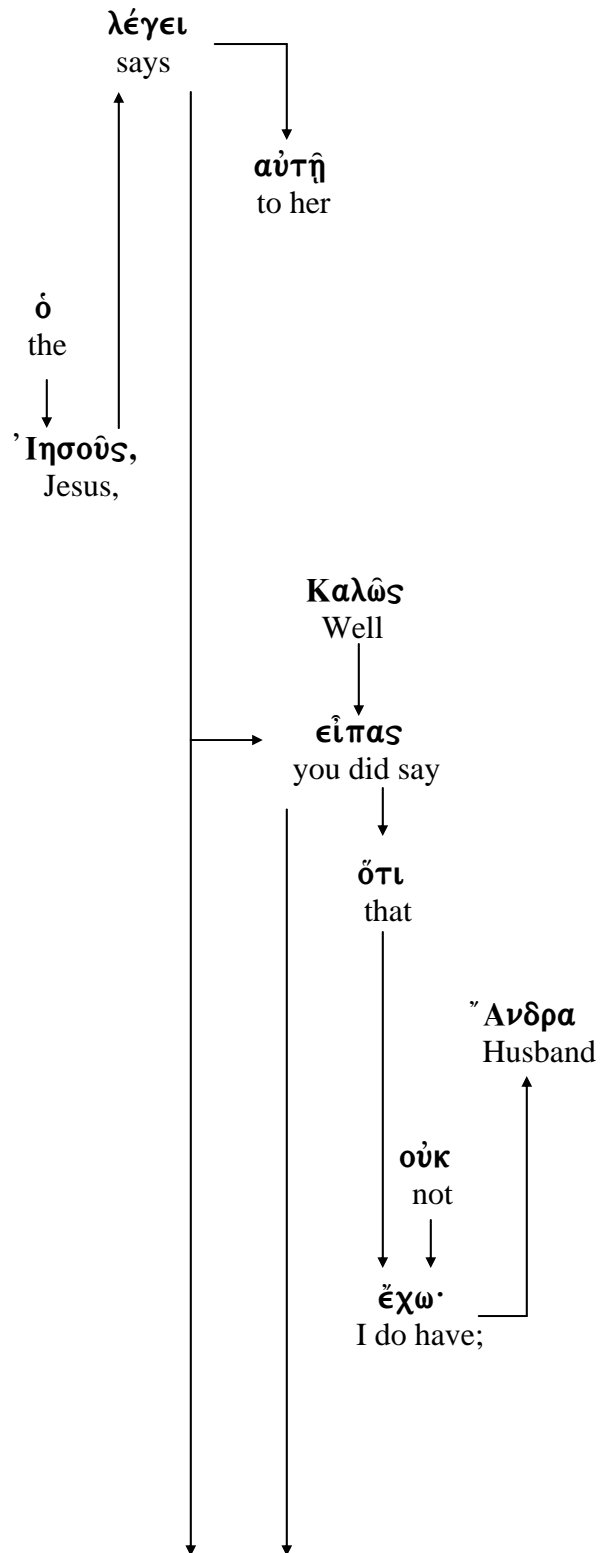 λέγει
says
αὐτῇ
to her
ὁ
the
Ἰησοῦς,
Jesus,
Καλῶς
Well
εἶπας
you did say
ὅτι
that
Ἄνδρα
Husband
οὐκ
not
ἔχω·
I do have;